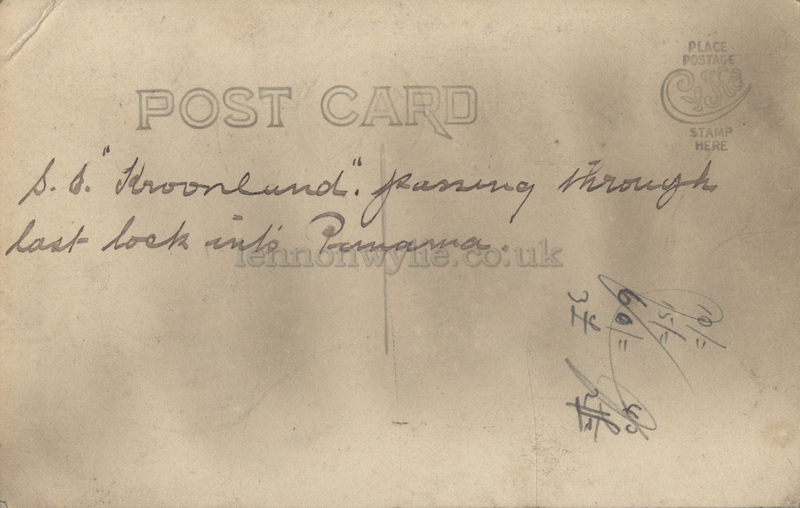 POST CARD
PLACE
POSTAGE
STAMP
HERE
S. S. "Kroonland". passing through
last lock into Panama.
lennonwylie.co.uk